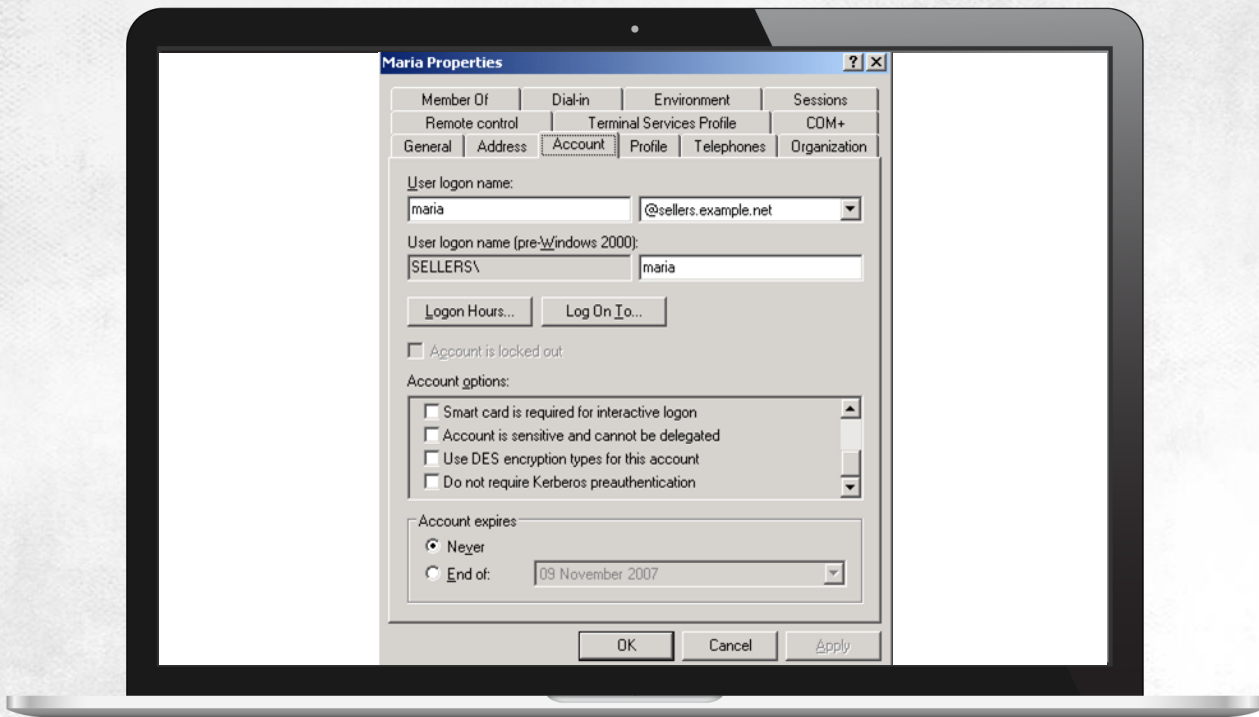 Maria Properties
Member Of Dial-in Environment Sessions
Remote control Terminal Services Profile COM+
General Address Account Profile Telephones Organization
User logon name:
maria @sellers.example.net
User logon name (pre-Windows 2000):
SELLERS\ maria
Logon Hours... Log On To...
Account is locked out
Account options:
Smart card is required for interactive logon
Account is sensitive and cannot be delegated
Use DES encryption types for this account
Do not require Kerberos preauthentication
Account expires
Never
End of: 09 November 2007
OK Cancel Apply